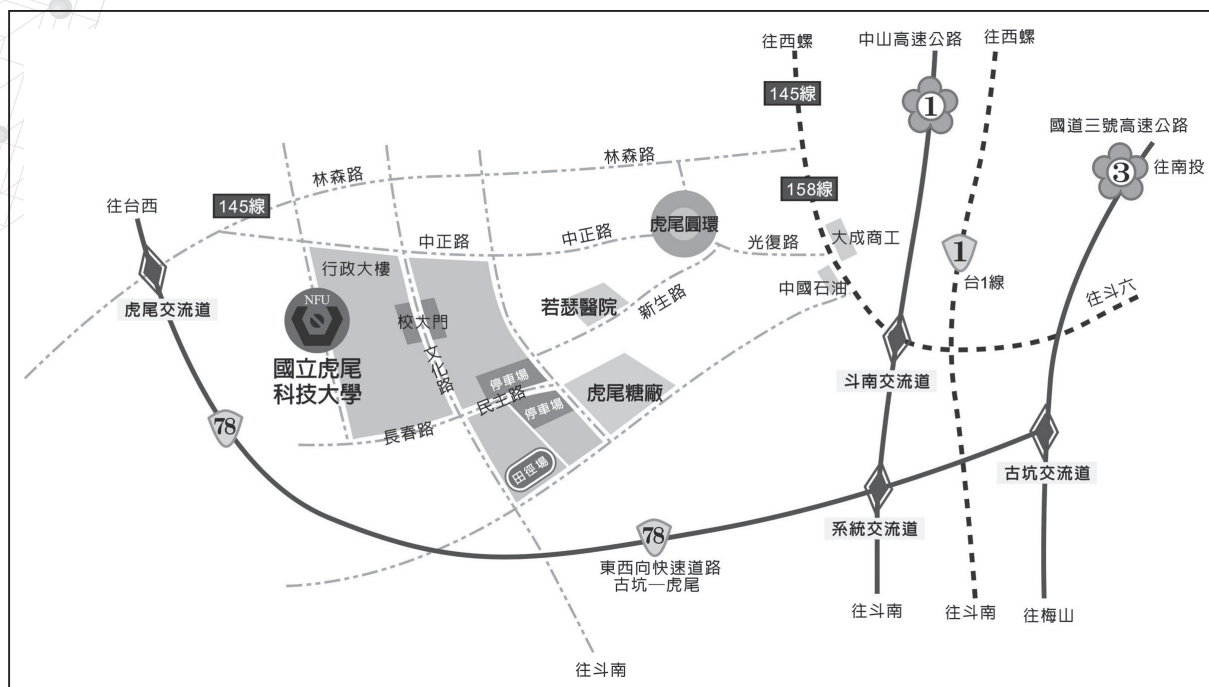 往西螺
中山高速公路
往西螺
145線
1
國道三號高速公路
3
往南投
林森路
林森路
158線
往台西
145線
虎尾圓環
大成商工
中正路
中正路
光復路
1
台1線
行政大樓
中國石油
往斗六
虎尾交流道
NFU
校大門
若瑟醫院
新生路
國立虎尾
科技大學
文化路
停車場
虎尾糖廠
斗南交流道
民主路
停車場
78
長春路
田徑場
古坑交流道
系統交流道
78
東西向快速道路
古坑—虎尾
往斗南
往斗南
往梅山
往斗南